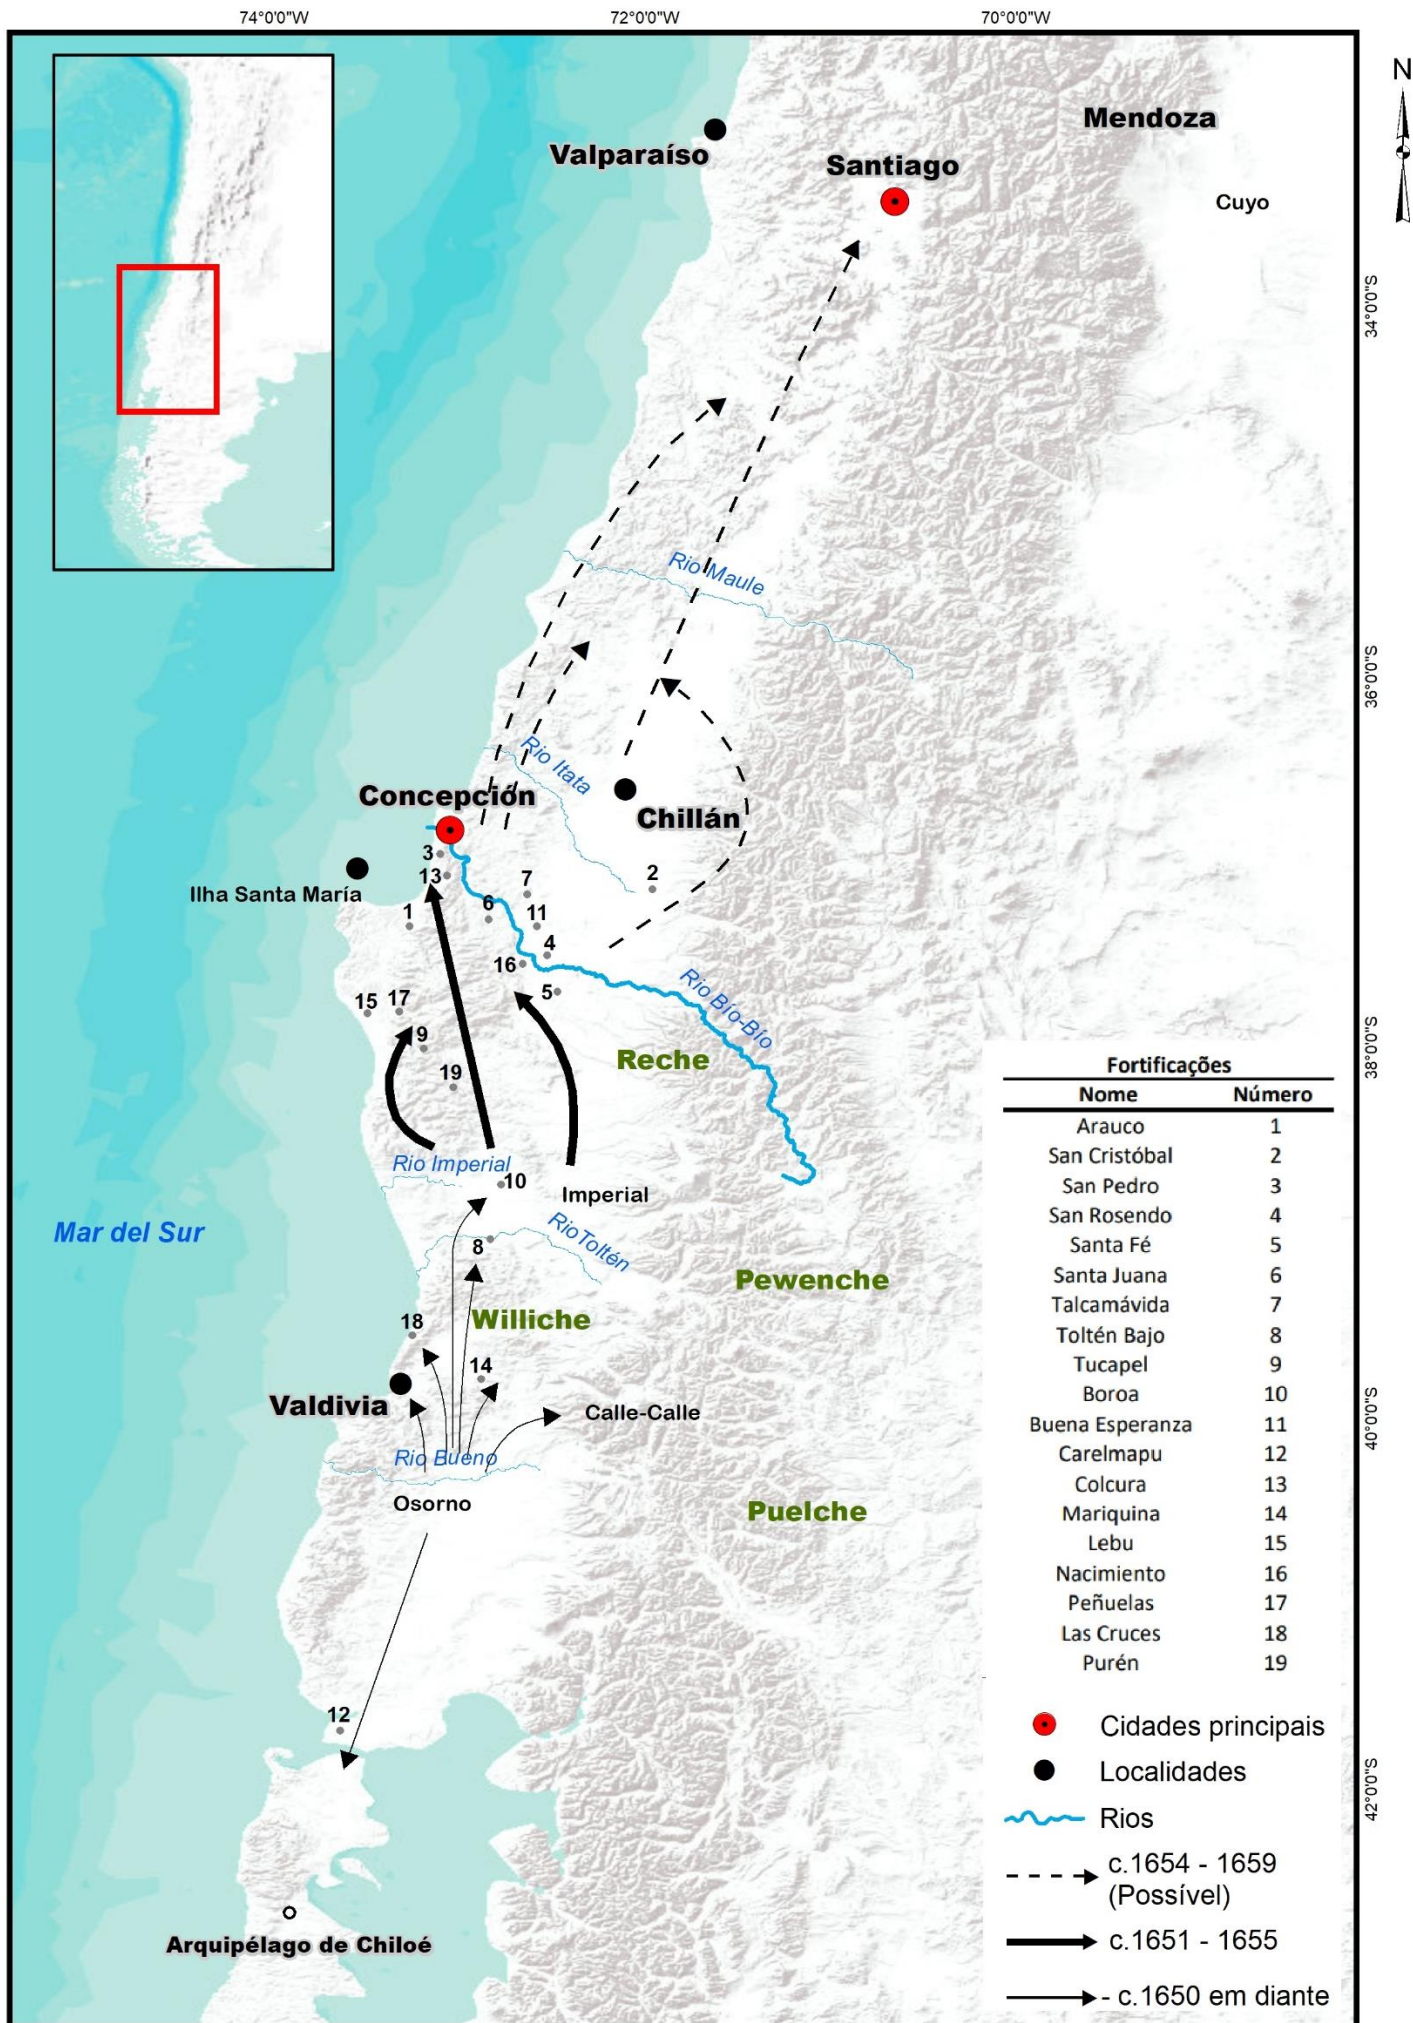 74°0'0"W
72°0'0"W
70°0'0"W
N
Mendoza
Valparaíso
Santiago
Cuyo
34°0'0"S
Rio Maule
36°0'0"S
Rio Itata
Concepción
Chillán
3
13
2
7
Ilha Santa María
6
1
11
4
16
5
Rio Bío-Bío
15
17
9
Reche
38°0'0"S
19
Rio Imperial
10
Imperial
Mar del Sur
8
RioToltén
Pewenche
Williche
18
14
Valdivia
Calle-Calle
40°0'0"S
Rio Bueno
Osorno
Puelche
12
42°0'0"S
Arquipélago de Chiloé
Fortificações
Nome Número
Arauco 1
San Cristóbal 2
San Pedro 3
San Rosendo 4
Santa Fé 5
Santa Juana 6
Talcamávida 7
Toltén Bajo 8
Tucapel 9
Boroa 10
Buena Esperanza 11
Carelmapu 12
Colcura 13
Mariquina 14
Lebu 15
Nacimiento 16
Peñuelas 17
Las Cruces 18
Purén 19
Cidades principais
Localidades
Rios
c.1654 - 1659
(Possível)
c.1651 - 1655
- c.1650 em diante